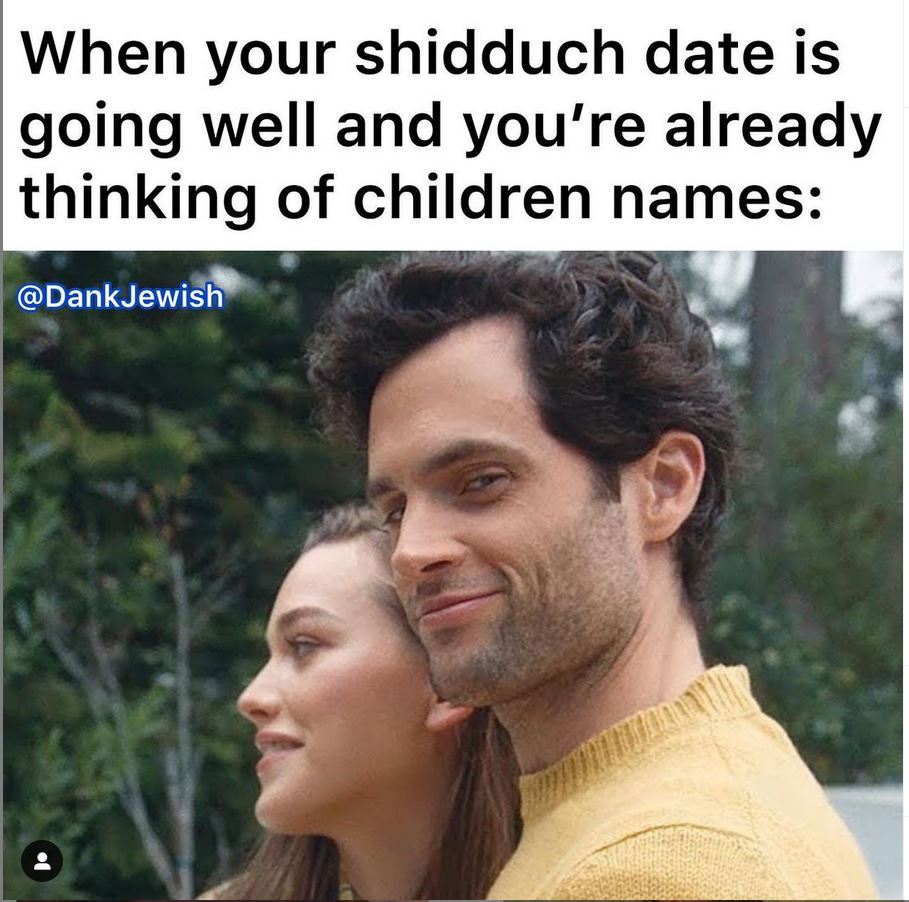 When your shidduch date is
going well and you're already
thinking of children names:
@DankJewish